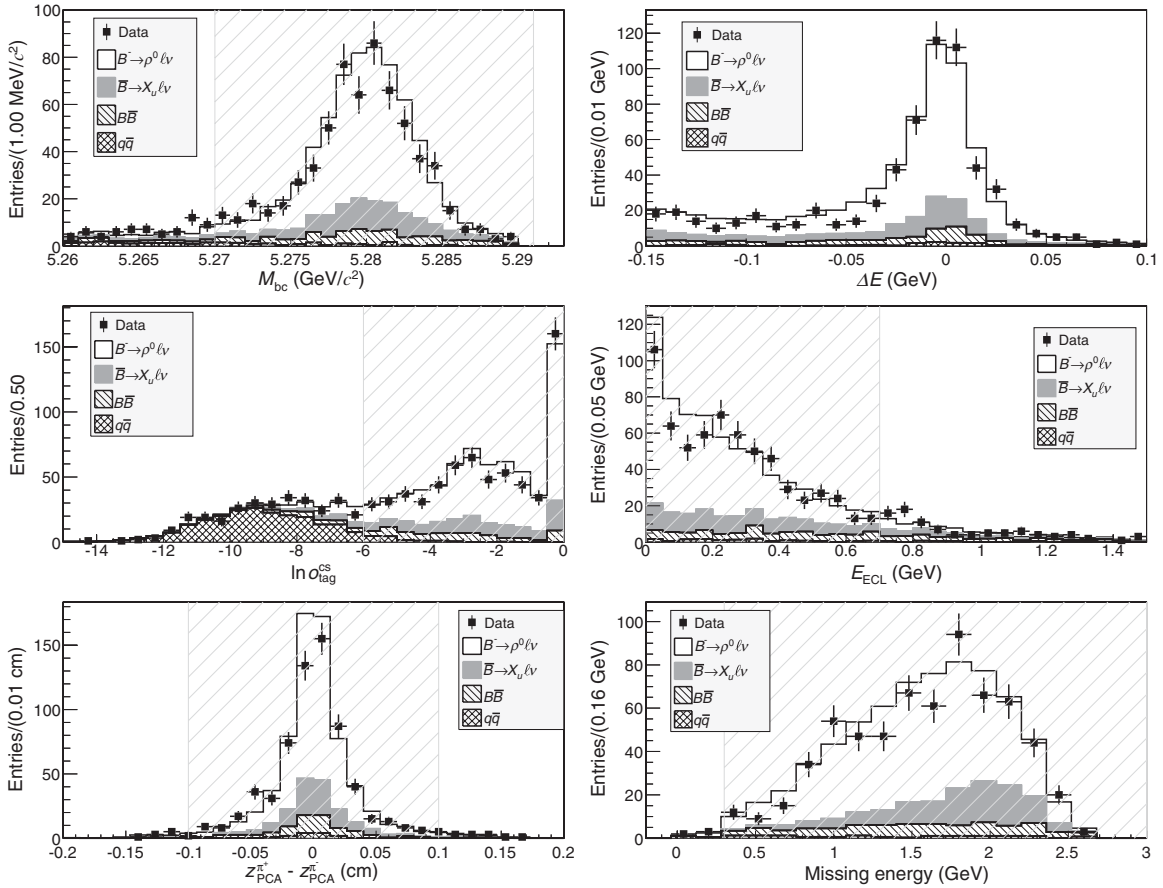 Entries/(1.00 MeV/c²)
100
80
60
40
20
0
Data
B⁻→ρ⁰ℓν
B̅→X_uℓν
BB̅
qq̅
5.26 5.265 5.27 5.275 5.28 5.285 5.29
M_bc (GeV/c²)
Entries/(0.01 GeV)
120
100
80
60
40
20
0
Data
B⁻→ρ⁰ℓν
B̅→X_uℓν
BB̅
qq̅
-0.15 -0.1 -0.05 0 0.05 0.1
ΔE (GeV)
Entries/0.50
150
100
50
0
Data
B⁻→ρ⁰ℓν
B̅→X_uℓν
BB̅
qq̅
-14 -12 -10 -8 -6 -4 -2 0
ln o_tag^cs
Entries/(0.05 GeV)
120
100
80
60
40
20
0
Data
B⁻→ρ⁰ℓν
B̅→X_uℓν
BB̅
qq̅
0 0.2 0.4 0.6 0.8 1 1.2 1.4
E_ECL (GeV)
Entries/(0.01 cm)
150
100
50
0
Data
B⁻→ρ⁰ℓν
B̅→X_uℓν
BB̅
qq̅
-0.2 -0.15 -0.1 -0.05 0 0.05 0.1 0.15 0.2
z_PCA^π⁺ - z_PCA^π⁻ (cm)
Entries/(0.16 GeV)
100
80
60
40
20
0
Data
B⁻→ρ⁰ℓν
B̅→X_uℓν
BB̅
qq̅
0 0.5 1 1.5 2 2.5 3
Missing energy (GeV)